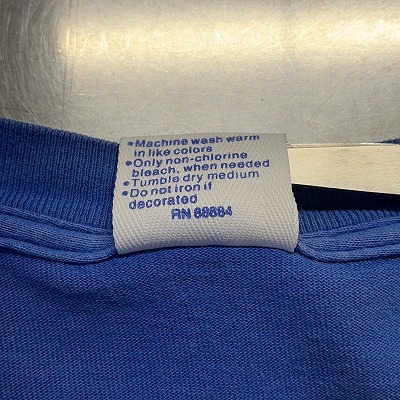 •Machine wash warm
in like colors
•Only non-chlorine
bleach, when needed
•Tumble dry medium
•Do not iron if
decorated
RN 68684